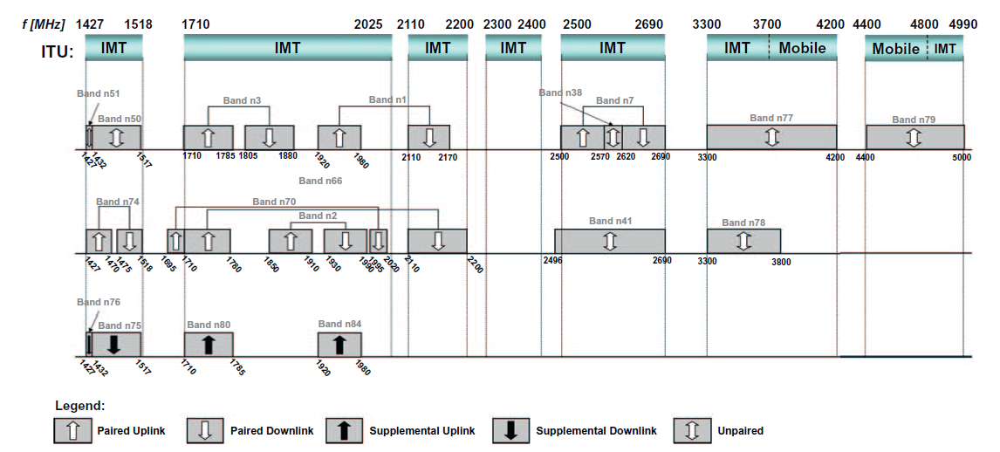 f [MHz] 1427 1518 1710 2025 2110 2200 2300 2400 2500 2690 3300 3700 4200 4400 4800 4990
ITU: IMT IMT IMT IMT IMT Mobile Mobile IMT
Band n51
Band n50
Band n3
Band n1
Band n38
Band n7
Band n77
Band n79
1427 1432 1517 1710 1785 1805 1880 1920 1980 2110 2170 2500 2570 2620 2690 3300 4200 4400 5000
Band n66
Band n74
Band n70
Band n2
Band n41
Band n78
1427 1470 1475 1518 1695 1710 1780 1850 1910 1930 1990 1995 2020 2110 2200 2496 2690 3300 3800
Band n76
Band n75
Band n80
Band n84
1427 1432 1517 1710 1785 1920 1980
Legend:
Paired Uplink Paired Downlink Supplemental Uplink Supplemental Downlink Unpaired